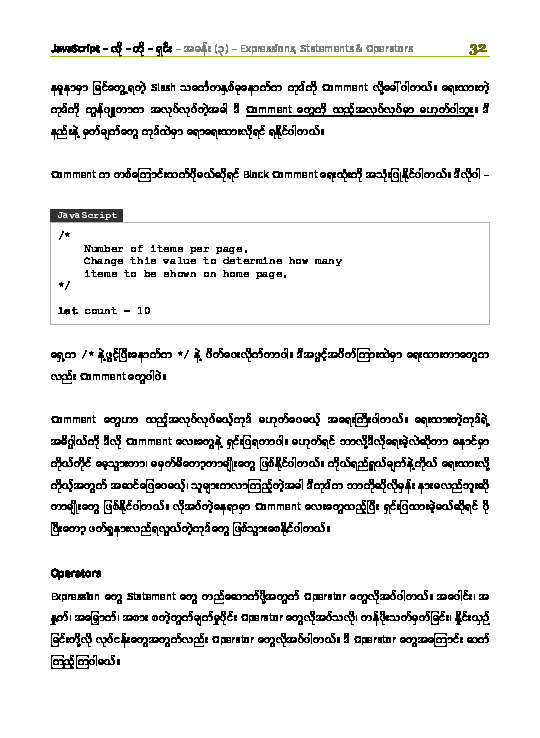 JavaScript – လို – တို – ရှင်း – အခန်း (၃) – Expressions, Statements & Operators 32
နမူနာမှာ မြင်တွေ့ရတဲ့ Slash သင်္ကေတနှစ်ခုနောက်က ကုဒ်ကို Comment လို့ခေါ်ပါတယ်။ ရေးထားတဲ့
ကုဒ်ကို ကွန်ပျူတာက အလုပ်လုပ်တဲ့အခါ ဒီ Comment တွေကို ထည့်အလုပ်လုပ်မှာ မဟုတ်ပါဘူး။ ဒီ
နည်းနဲ့ မှတ်ချက်တွေ ကုဒ်ထဲမှာ ရောရေးထားလို့ရင် ရနိုင်ပါတယ်။
Comment က တစ်ကြောင်းထက်ပိုမယ်ဆိုရင် Block Comment ရေးထုံးကို အသုံးပြုနိုင်ပါတယ်။ ဒီလိုပါ –
JavaScript
/*
Number of items per page.
Change this value to determine how many
items to be shown on home page.
*/
let count = 10
ရှေ့က /* နဲ့ဖွင့်ပြီးနောက်က */ နဲ့ ပိတ်ပေးလိုက်တာပါ။ ဒီအဖွင့်အပိတ်ကြားထဲမှာ ရေးထားတာတွေက
လည်း Comment တွေပါပဲ။
Comment တွေဟာ ထည့်အလုပ်လုပ်မယ့်ကုဒ် မဟုတ်ပေမယ့် အရေးကြီးပါတယ်။ ရေးထားတဲ့ကုဒ်ရဲ့
အဓိပ္ပါယ်ကို ဒီလို Comment လေးတွေနဲ့ ရှင်းပြရတာပါ။ မဟုတ်ရင် ဘာလို့ဒီလိုရေးခဲ့လဲဆိုတာ နောင်မှာ
ကိုယ်တိုင် မေ့သွားတာ၊ မမှတ်မိတော့တာမျိုးတွေ ဖြစ်နိုင်ပါတယ်။ ကိုယ်ရည်ရွယ်ချက်နဲ့ကိုယ် ရေးထားလို့
ကိုယ့်အတွက် အဆင်ပြေပေမယ့်၊ သူများကလာကြည့်တဲ့အခါ ဒီကုဒ်က ဘာကိုဆိုလိုမှန်း နားမလည်ဘူးဆို
တာမျိုးတွေ ဖြစ်နိုင်ပါတယ်။ လိုအပ်တဲ့နေရာမှာ Comment လေးတွေထည့်ပြီး ရှင်းပြထားခဲ့မယ်ဆိုရင် ပို
ပြီးတော့ ဖတ်ရှုနားလည်ရလွယ်တဲ့ကုဒ်တွေ ဖြစ်သွားစေနိုင်ပါတယ်။
Operators
Expression တွေ Statement တွေ တည်ဆောက်ဖို့အတွက် Operator တွေလိုအပ်ပါတယ်။ အပေါင်း၊ အ
နှုတ်၊ အမြှောက်၊ အစား စတဲ့တွက်ချက်မှုပိုင်း Operator တွေလိုအပ်သလို၊ တန်ဖိုးသတ်မှတ်ခြင်း၊ နှိုင်းယှဉ်
ခြင်းတို့လို လုပ်ငန်းတွေအတွက်လည်း Operator တွေလိုအပ်ပါတယ်။ ဒီ Operator တွေအကြောင်း ဆက်
ကြည့်ကြပါမယ်။